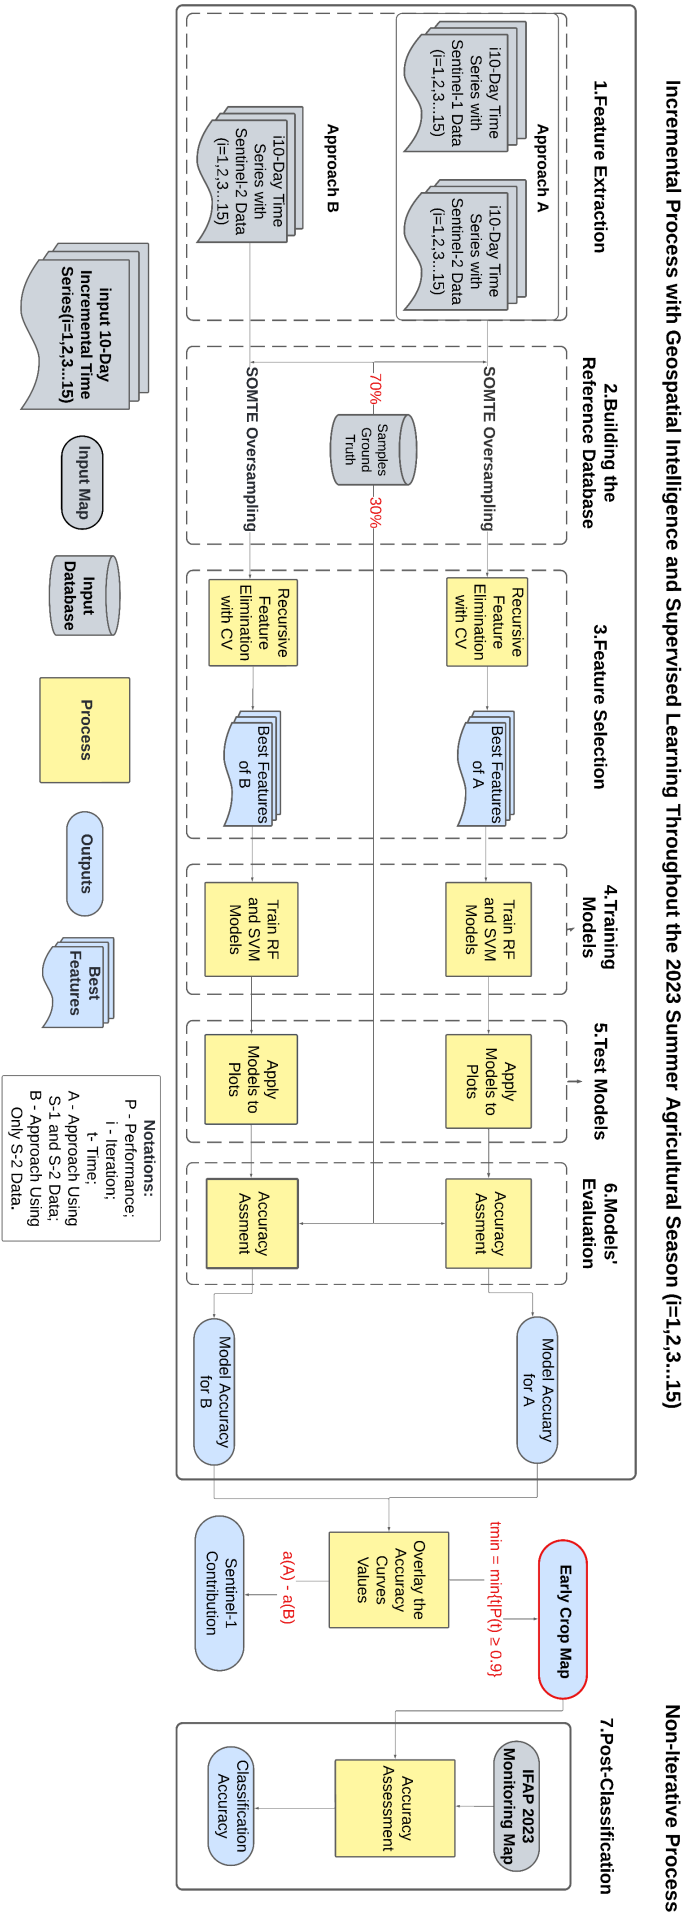 Incremental Process with Geospatial Intelligence and Supervised Learning Throughout the 2023 Summer Agricultural Season (i=1,2,3...15)
Non-Iterative Process
1.Feature Extraction
Approach A
i10-Day Time
Series with
Sentinel-1 Data
(i=1,2,3...15)
i10-Day Time
Series with
Sentinel-2 Data
(i=1,2,3...15)
Approach B
i10-Day Time
Series with
Sentinel-2 Data
(i=1,2,3...15)
2.Building the
Reference Database
SOMTE Oversampling
70%
Samples
Ground
Truth
30%
SOMTE Oversampling
3.Feature Selection
Recursive
Feature
Elimination
with CV
Best Features
of A
Recursive
Feature
Elimination
with CV
Best Features
of B
4.Training
Models
Train RF
and SVM
Models
Train RF
and SVM
Models
5.Test Models
Apply
Models to
Plots
Apply
Models to
Plots
6.Models'
Evaluation
Accuracy
Assment
Accuracy
Assment
Model Accuary
for A
Model Accuracy
for B
Early Crop Map
tmin = min{t|P(t) ≥ 0.9}
Overlay the
Accuracy
Curves
Values
a(A) - a(B)
Sentinel-1
Contribution
7.Post-Classification
IFAP 2023
Monitoring Map
Accuracy
Assessment
Classification
Accuracy
input 10-Day
Incremental Time
Series(i=1,2,3...15)
Input Map
Input
Database
Process
Outputs
Best
Features
Notations:
P - Performance;
i - Iteration;
t- Time;
A - Approach Using
S-1 and S-2 Data;
B - Approach Using
Only S-2 Data.